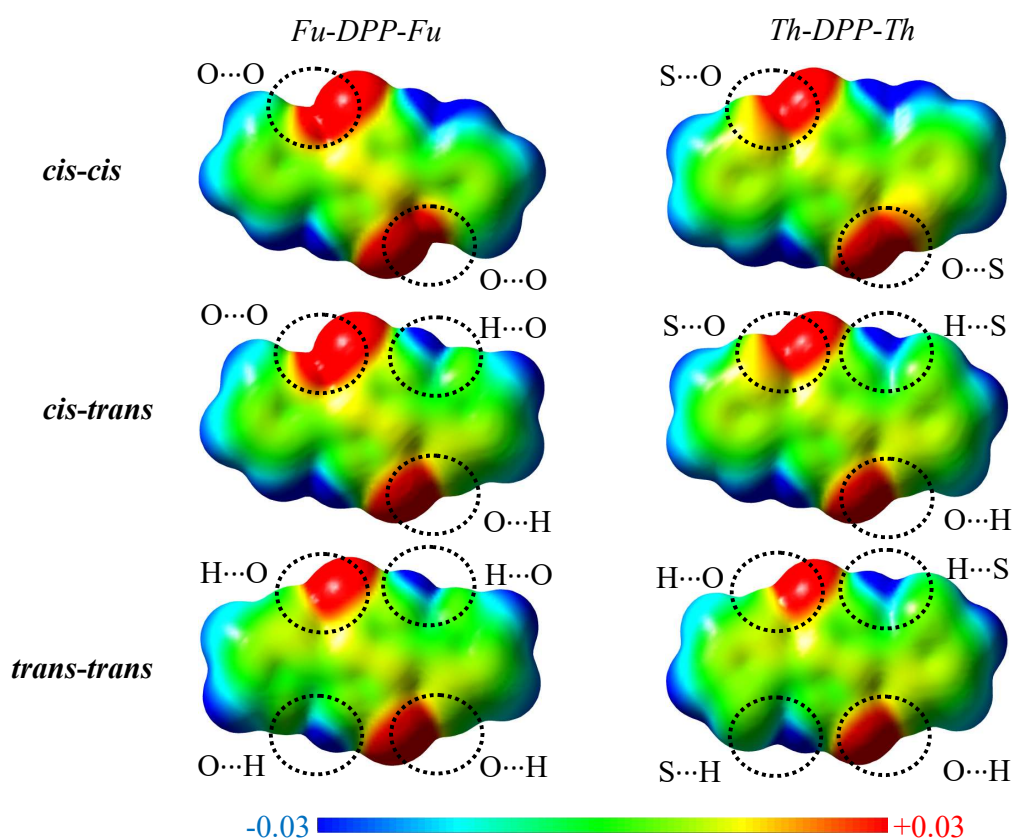 Fu-DPP-Fu
Th-DPP-Th
O···O
S···O
cis-cis
O···O
O···S
O···O
H···O
S···O
H···S
cis-trans
O···H
O···H
H···O
H···O
H···O
H···S
trans-trans
O···H
O···H
S···H
O···H
-0.03
+0.03